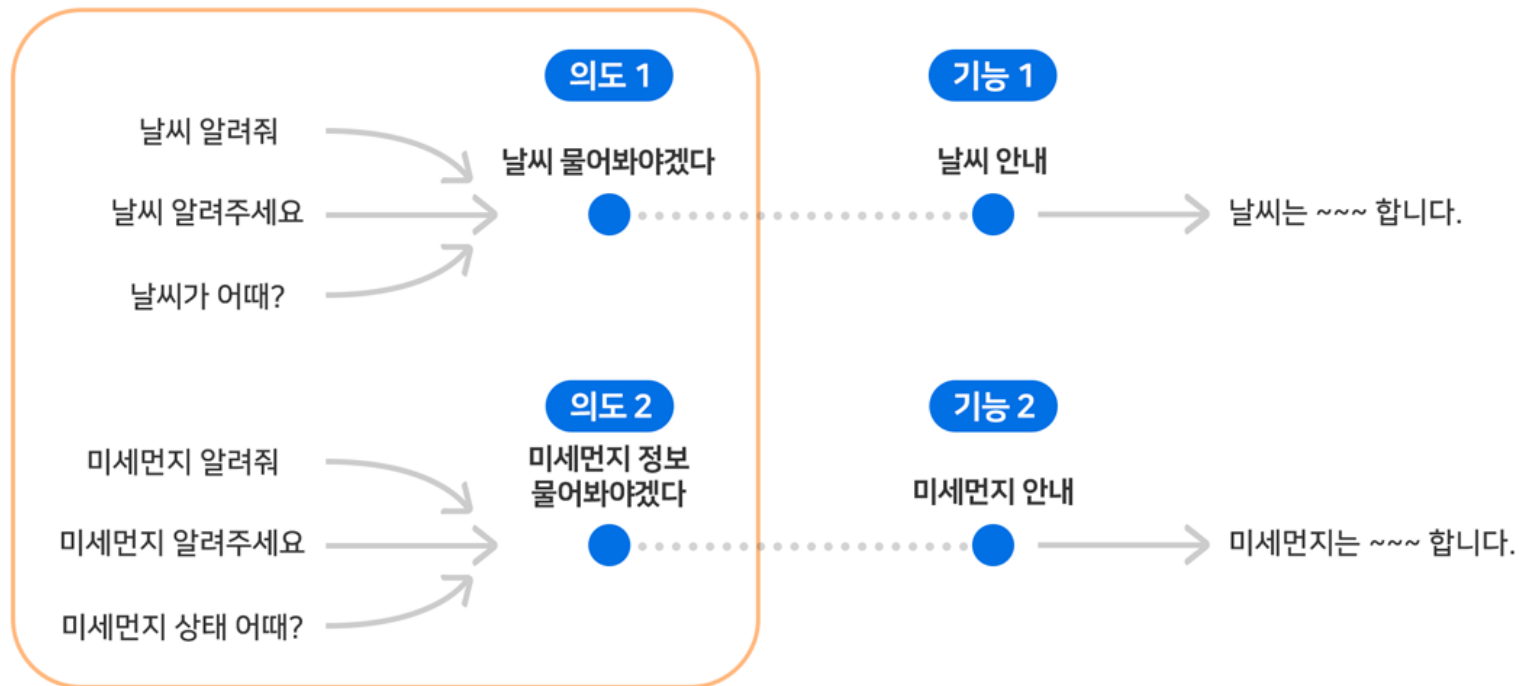 의도 1
기능 1
날씨 알려줘
날씨 물어봐야겠다
날씨 안내
날씨 알려주세요
날씨는 ~~~ 합니다.
날씨가 어때?
의도 2
기능 2
미세먼지 알려줘
미세먼지 정보
물어봐야겠다
미세먼지 안내
미세먼지 알려주세요
미세먼지는 ~~~ 합니다.
미세먼지 상태 어때?